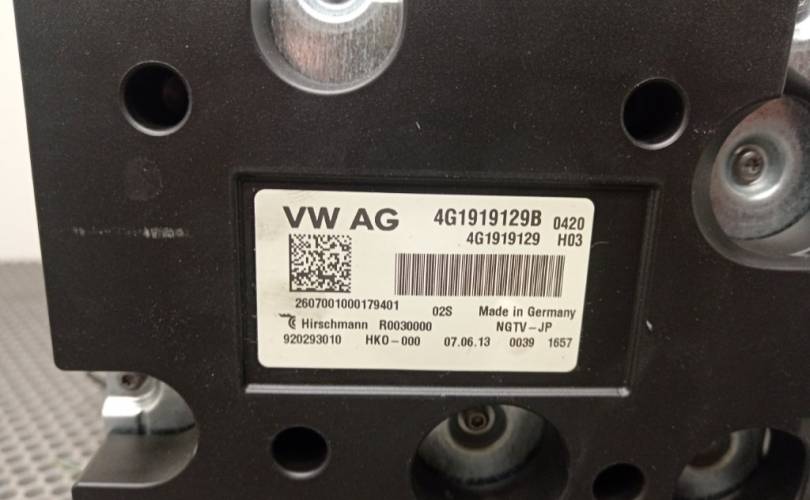 VW AG 4G1919129B 0420
4G1919129 H03
2607001000179401 02S Made in Germany
Hirschmann R0030000 NGTV-JP
920293010 HK0-000 07.06.13 0039 1657